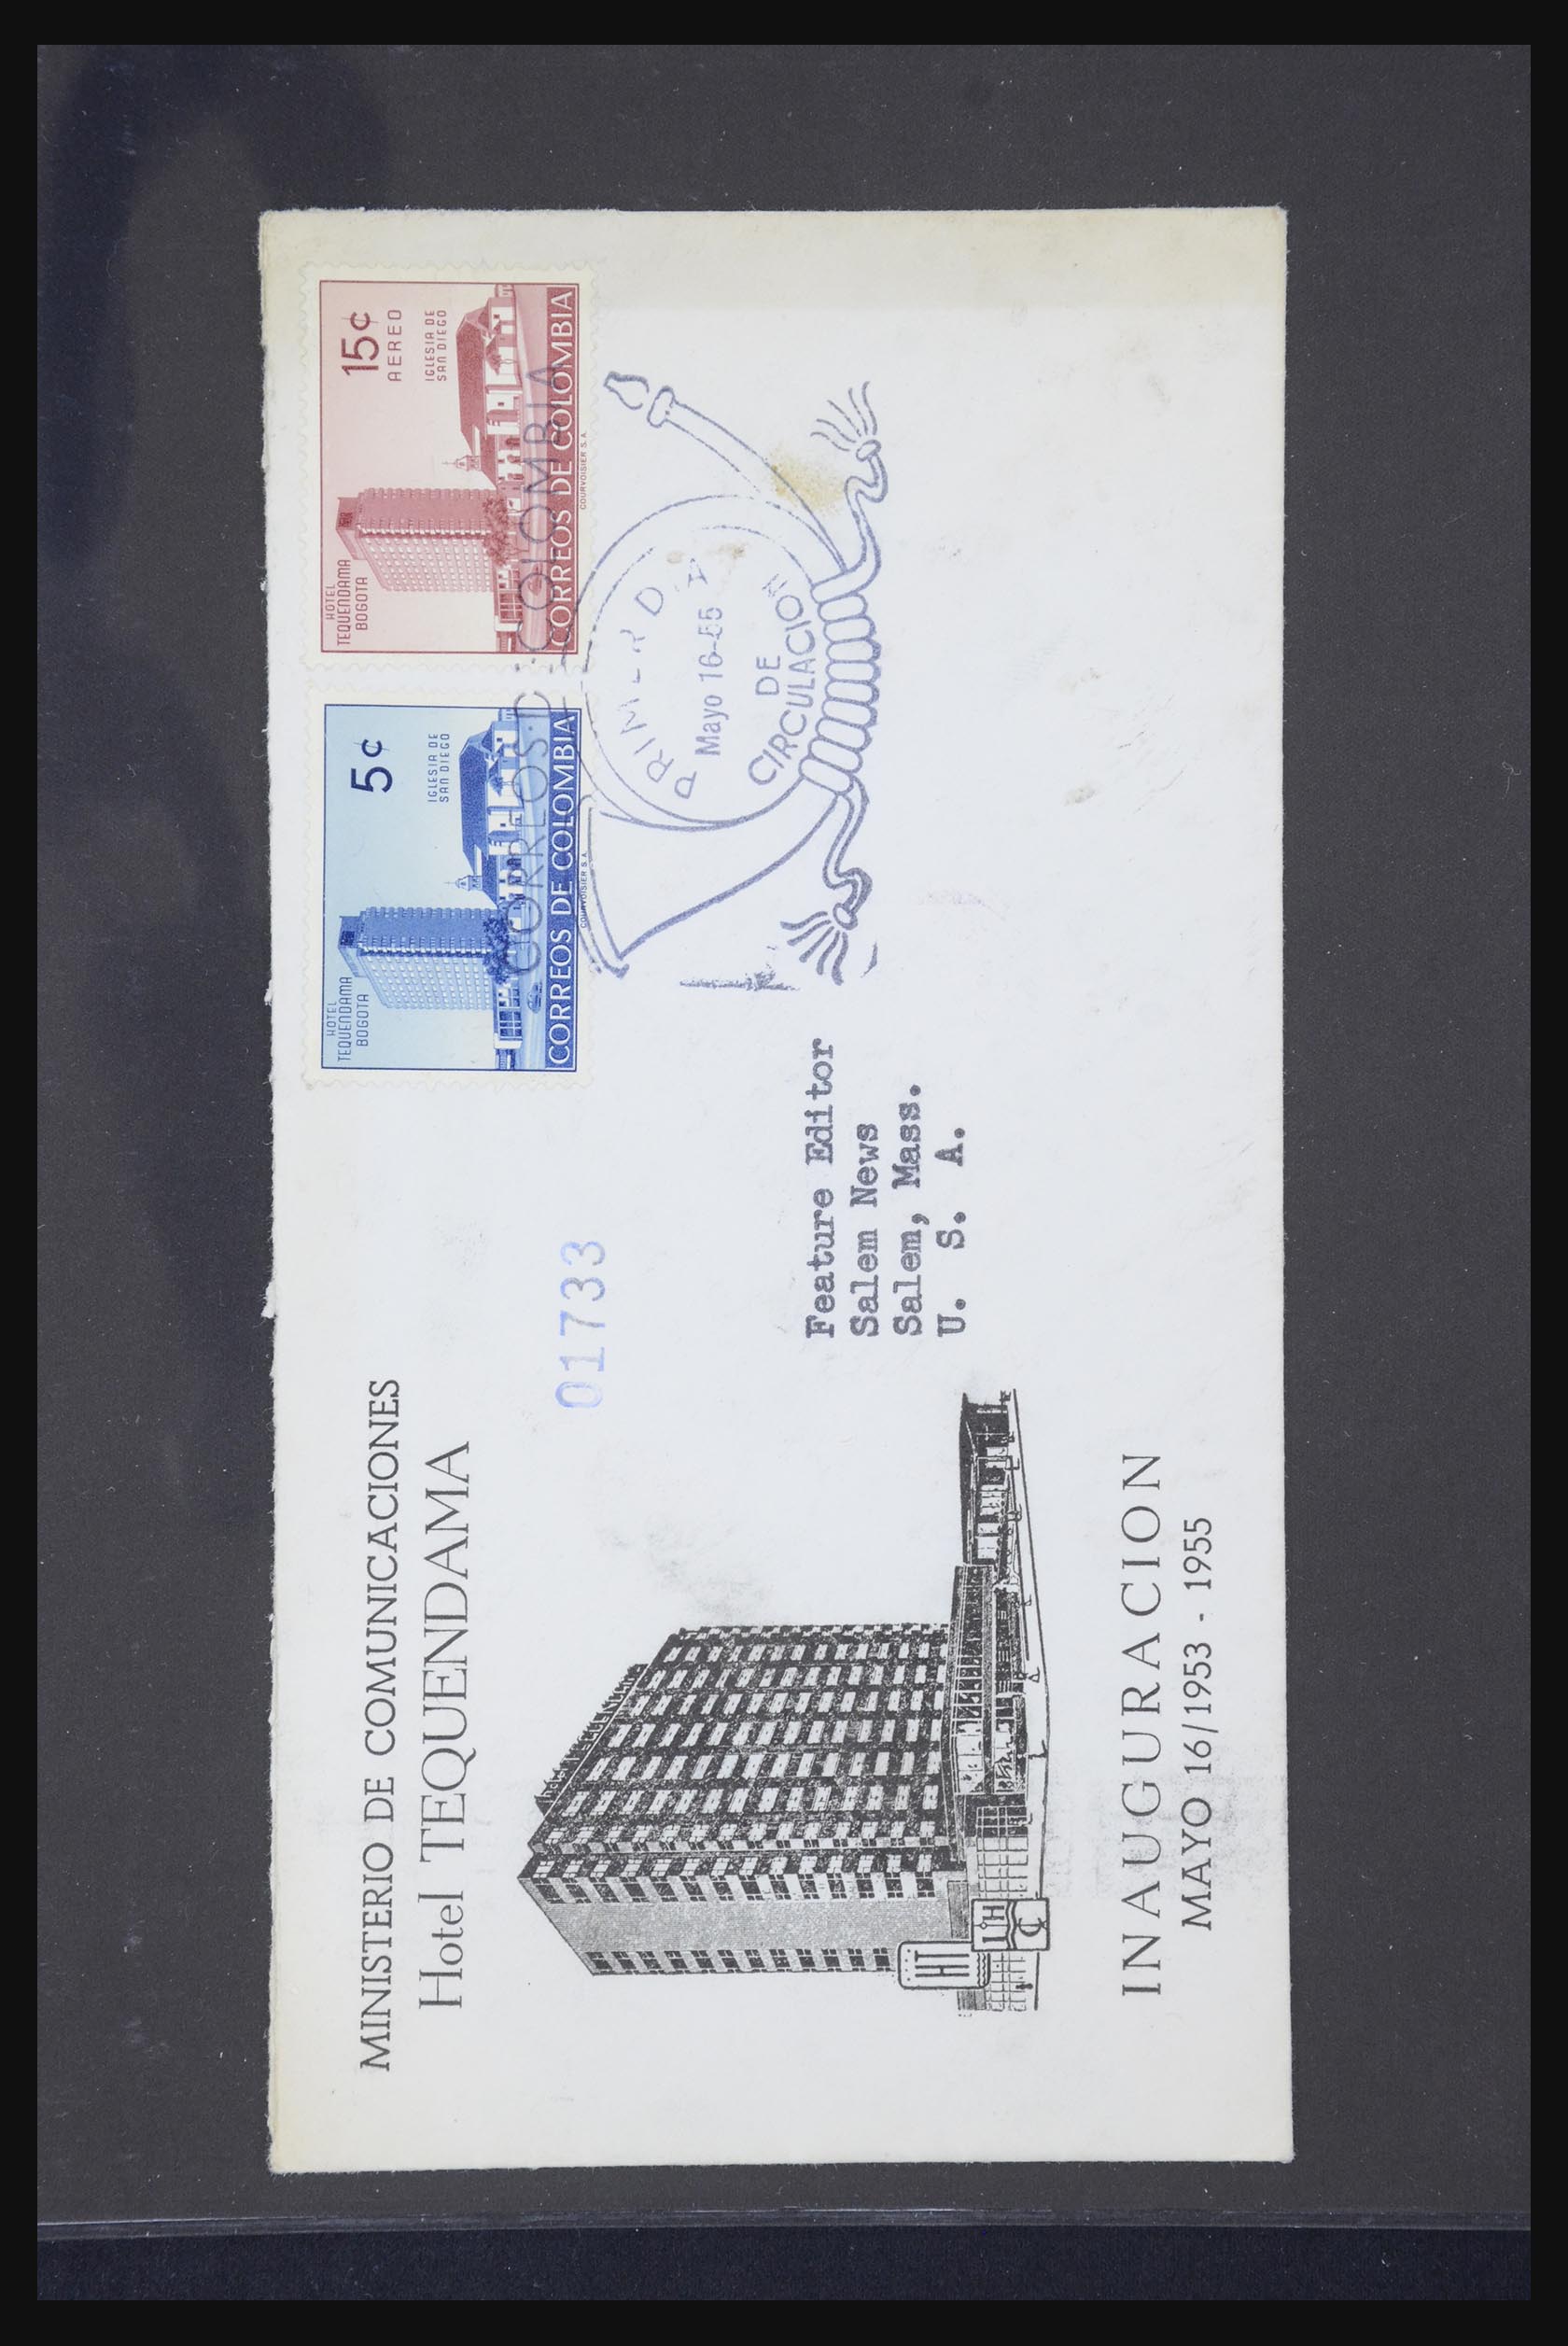 MINISTERIO DE COMUNICACIONES
Hotel TEQUENDAMA
01733
HOTEL
TEQUENDAMA
BOGOTA
5¢
IGLESIA DE
SAN DIEGO
CORREOS DE COLOMBIA
COURVOISIER S.A.
HOTEL
TEQUENDAMA
BOGOTA
15¢
AEREO
IGLESIA DE
SAN DIEGO
CORREOS DE COLOMBIA
COURVOISIER S.A.
CORREOS D COLOMBIA
PRIMER D A
Mayo 16-55
DE
CIRCULACION
Feature Editor
Salem News
Salem, Mass.
U. S. A.
HT
IH
C
INAUGURACION
MAYO 16/1953 - 1955